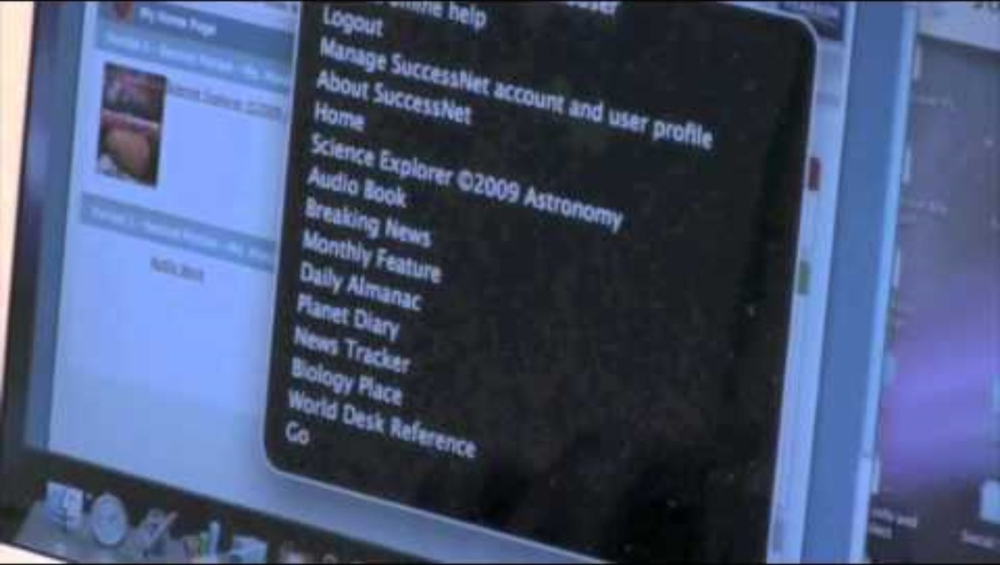 user
online help
Logout
Manage SuccessNet account and user profile
About SuccessNet
Home
Science Explorer ©2009 Astronomy
Audio Book
Breaking News
Monthly Feature
Daily Almanac
Planet Diary
News Tracker
Biology Place
World Desk Reference
Go
My Home Page